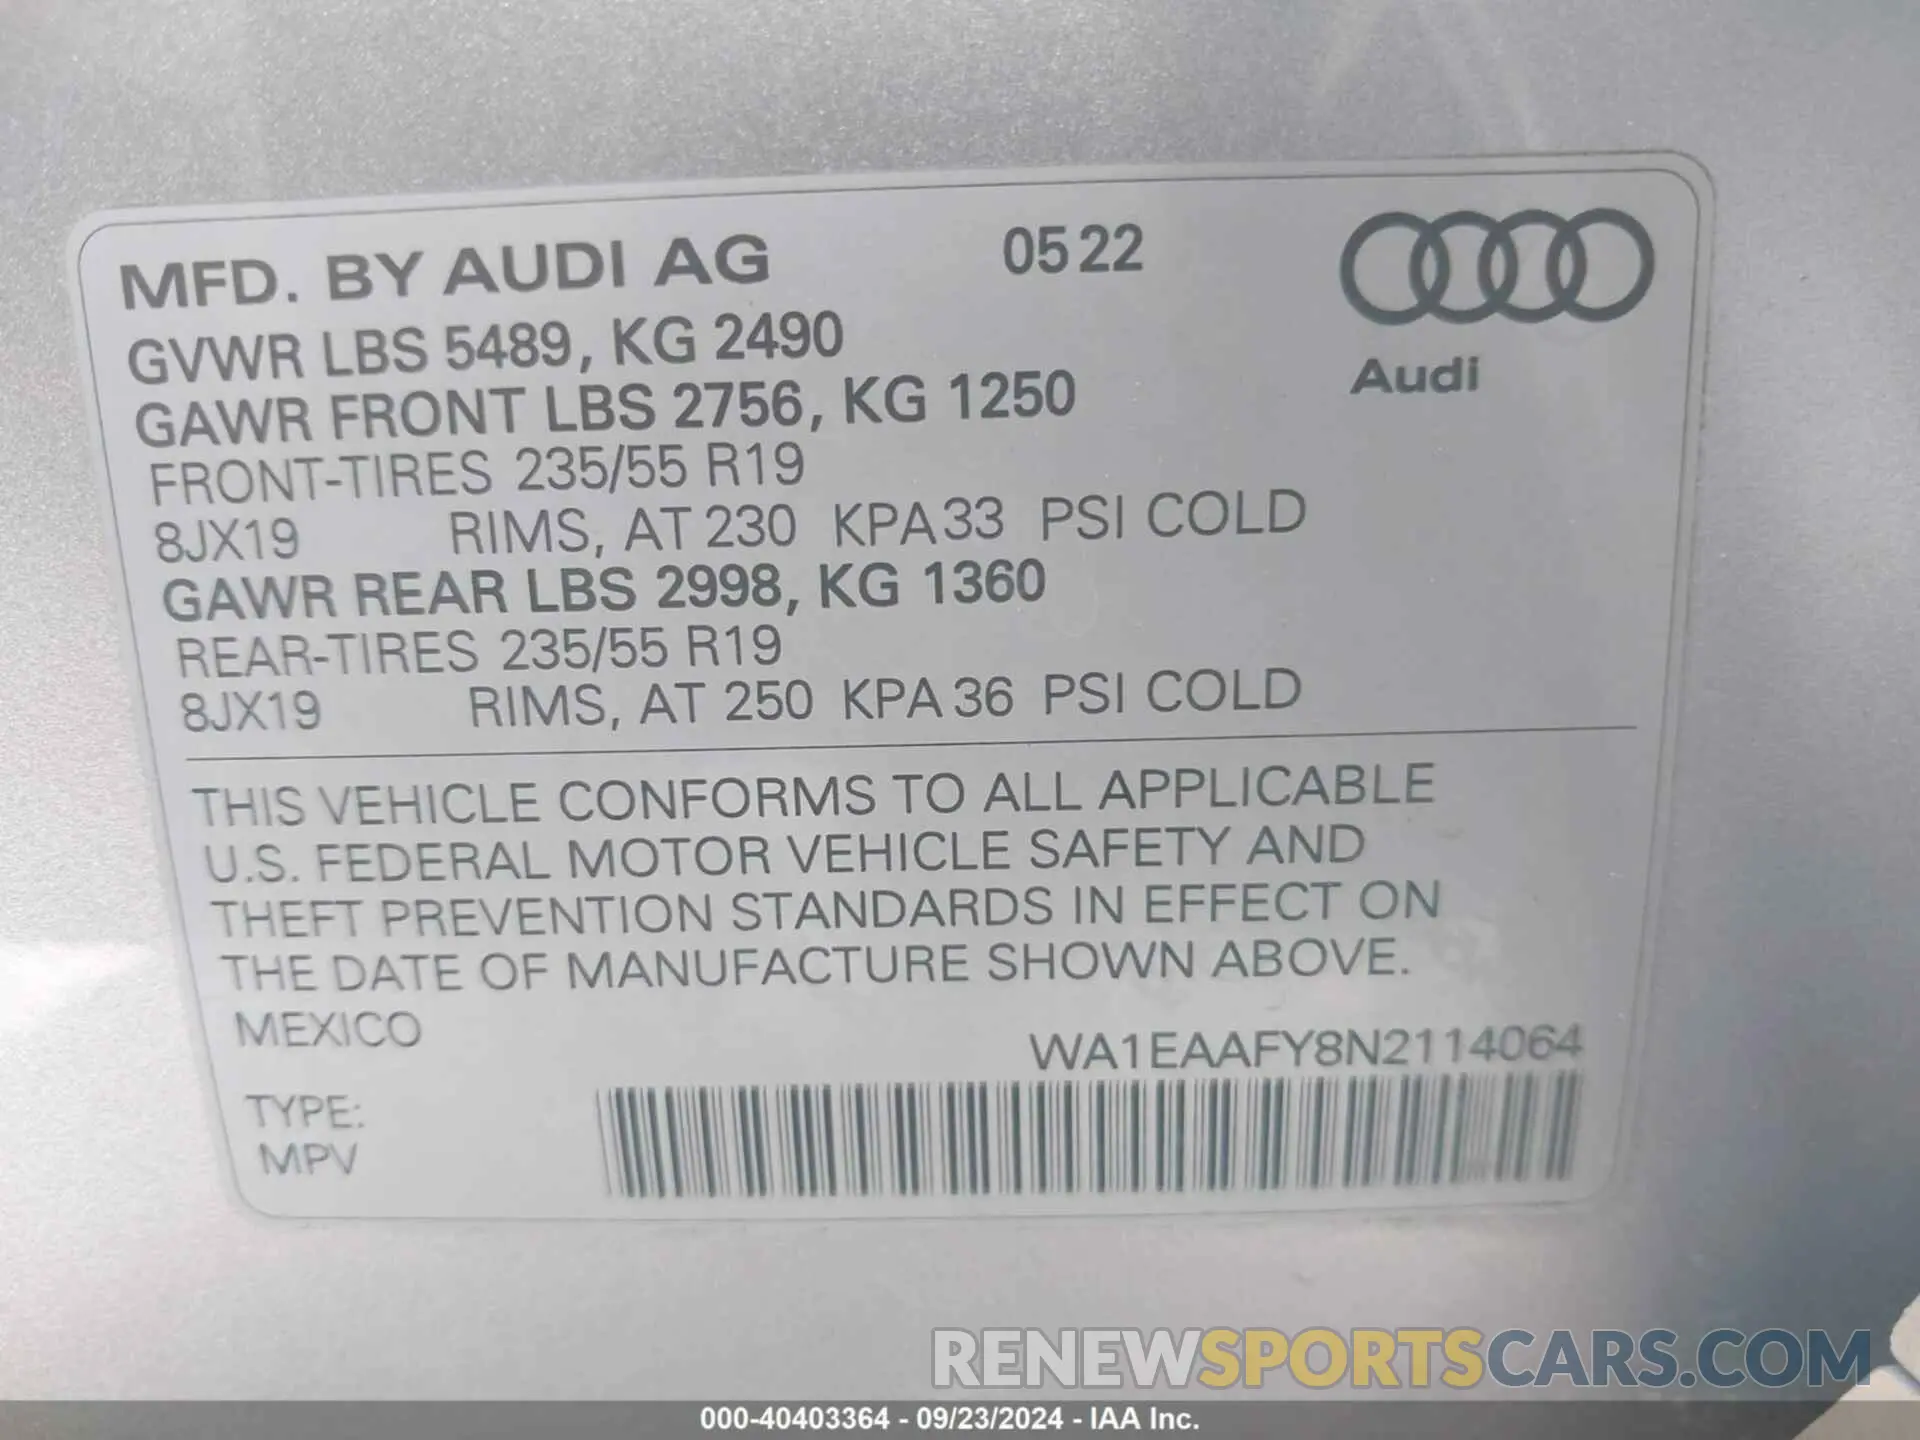 MFD. BY AUDI AG 05 22
GVWR LBS 5489, KG 2490
GAWR FRONT LBS 2756, KG 1250
Audi
FRONT-TIRES 235/55 R19
8JX19 RIMS, AT 230 KPA 33 PSI COLD
GAWR REAR LBS 2998, KG 1360
REAR-TIRES 235/55 R19
8JX19 RIMS, AT 250 KPA 36 PSI COLD
THIS VEHICLE CONFORMS TO ALL APPLICABLE
U.S. FEDERAL MOTOR VEHICLE SAFETY AND
THEFT PREVENTION STANDARDS IN EFFECT ON
THE DATE OF MANUFACTURE SHOWN ABOVE.
MEXICO
WA1EAAFY8N2114064
TYPE:
MPV
RENEWSPORTSCARS.COM
000-40403364 - 09/23/2024 - IAA Inc.